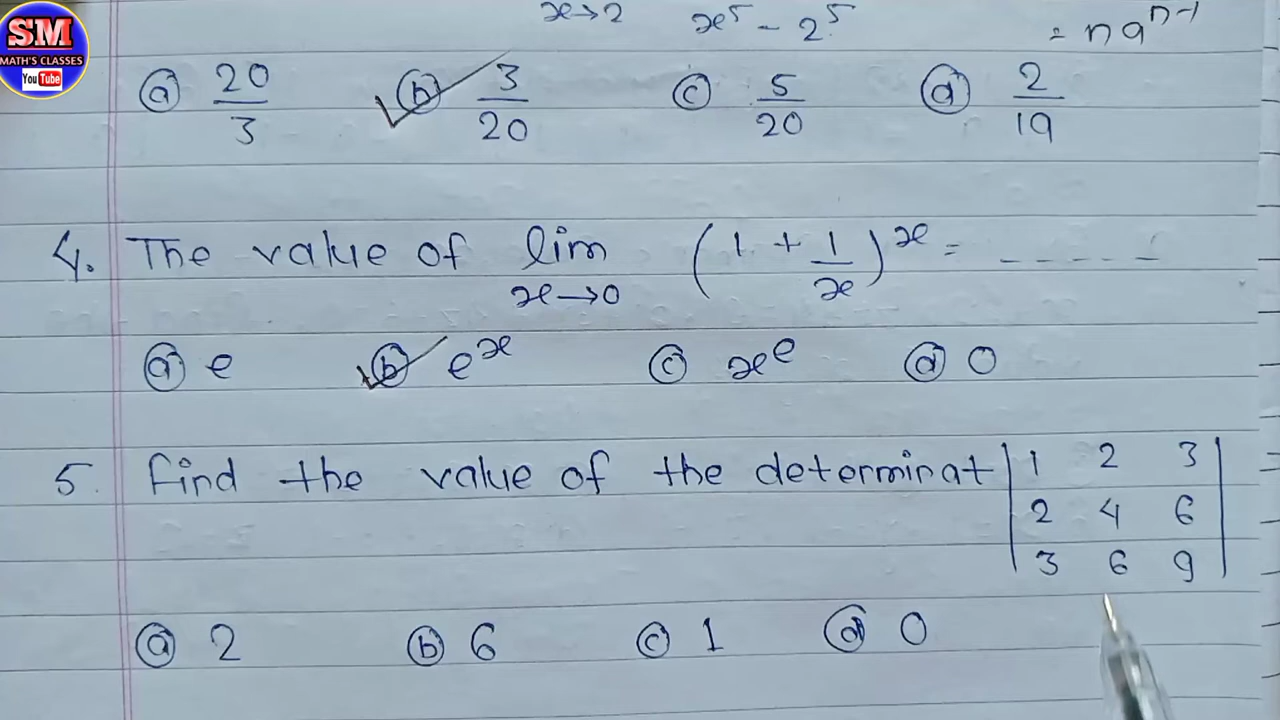 SM
MATH'S CLASSES
You Tube
x→2 x⁵ - 2⁵ = na^(n-1)
ⓐ 20/3 ⓑ 3/20 ⓒ 5/20 ⓓ 2/19
4. The value of lim x→0 (1 + 1/x)^x = -----
ⓐ e ⓑ e^x ⓒ x^e ⓓ 0
5. find the value of the determinat | 1 2 3
2 4 6
3 6 9 |
ⓐ 2 ⓑ 6 ⓒ 1 ⓓ 0